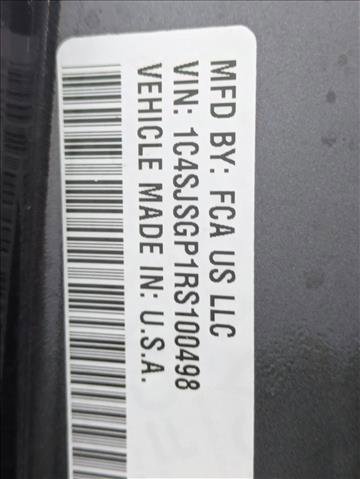 MFD BY: FCA US LLC
VIN: 1C4SJSGP1RS100498
VEHICLE MADE IN: U.S.A.